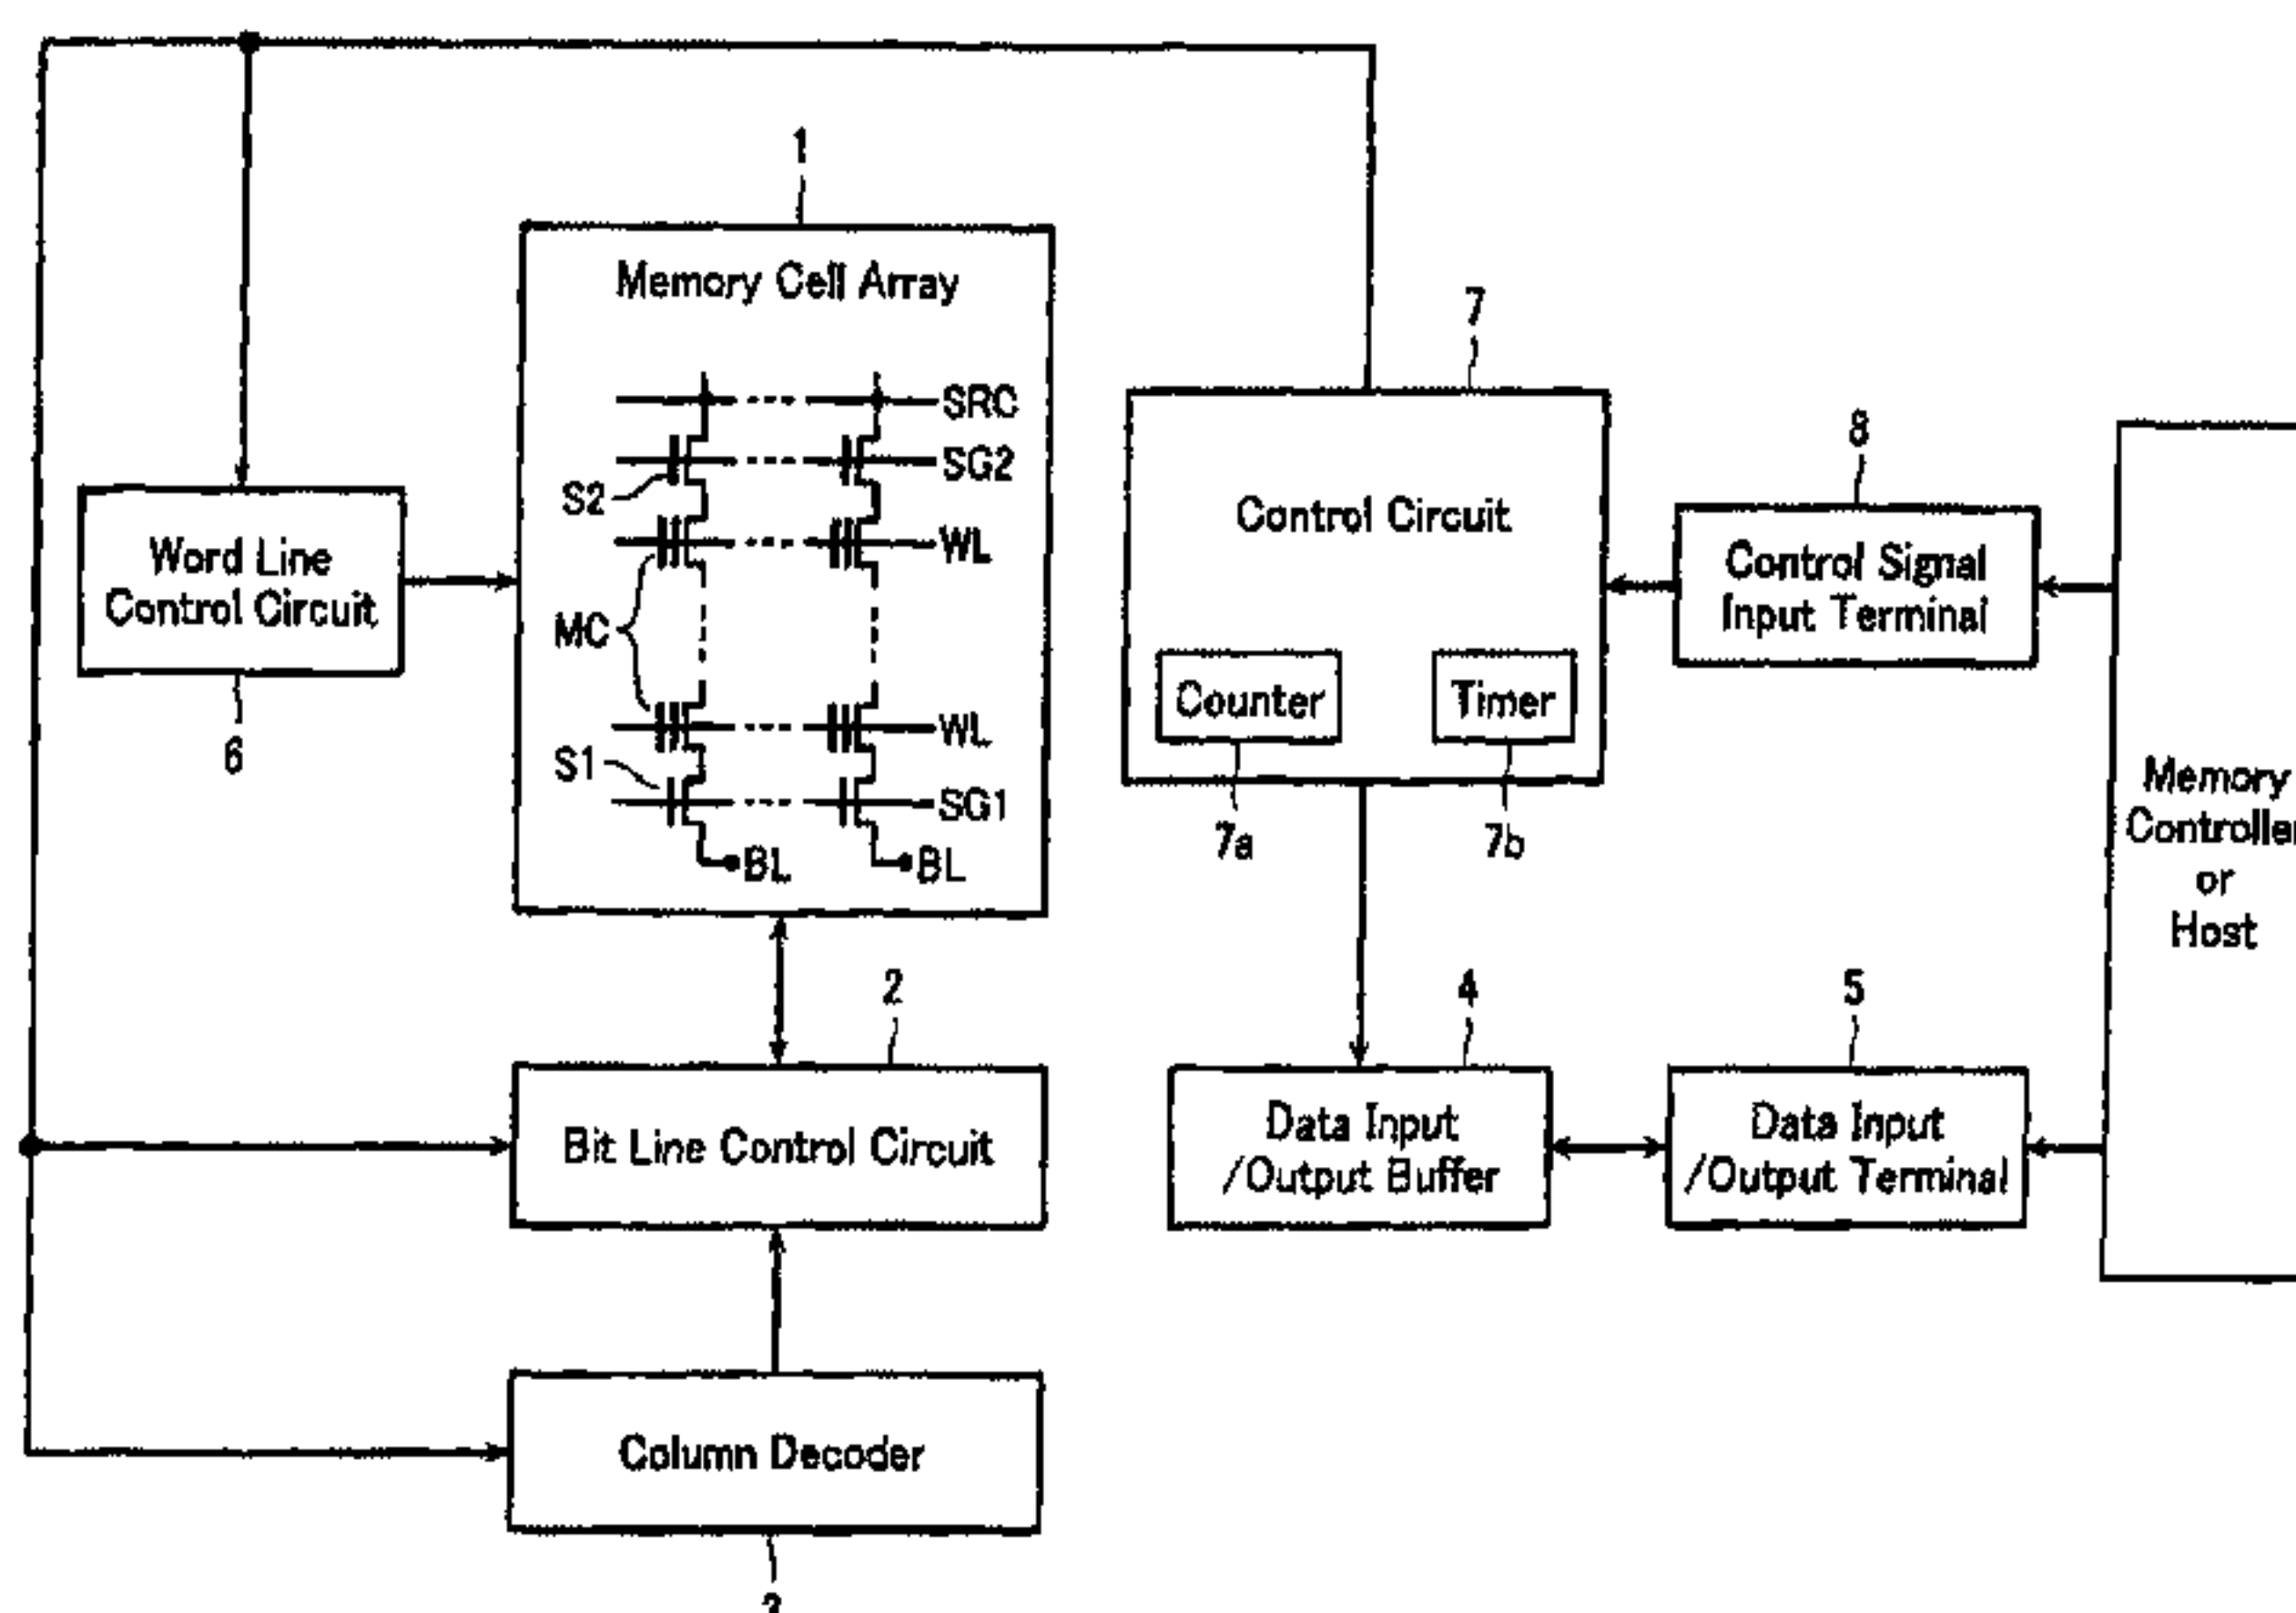 1
Memory Cell Array
SRC
SG2
S2
WL
MC
WL
S1
SG1
BL
BL
Word Line
Control Circuit
6
7
Control Circuit
Counter
Timer
7a
7b
8
Control Signal
Input Terminal
Memory
Controller
or
Host
2
Bit Line Control Circuit
4
Data Input
/Output Buffer
5
Data Input
/Output Terminal
Column Decoder
3